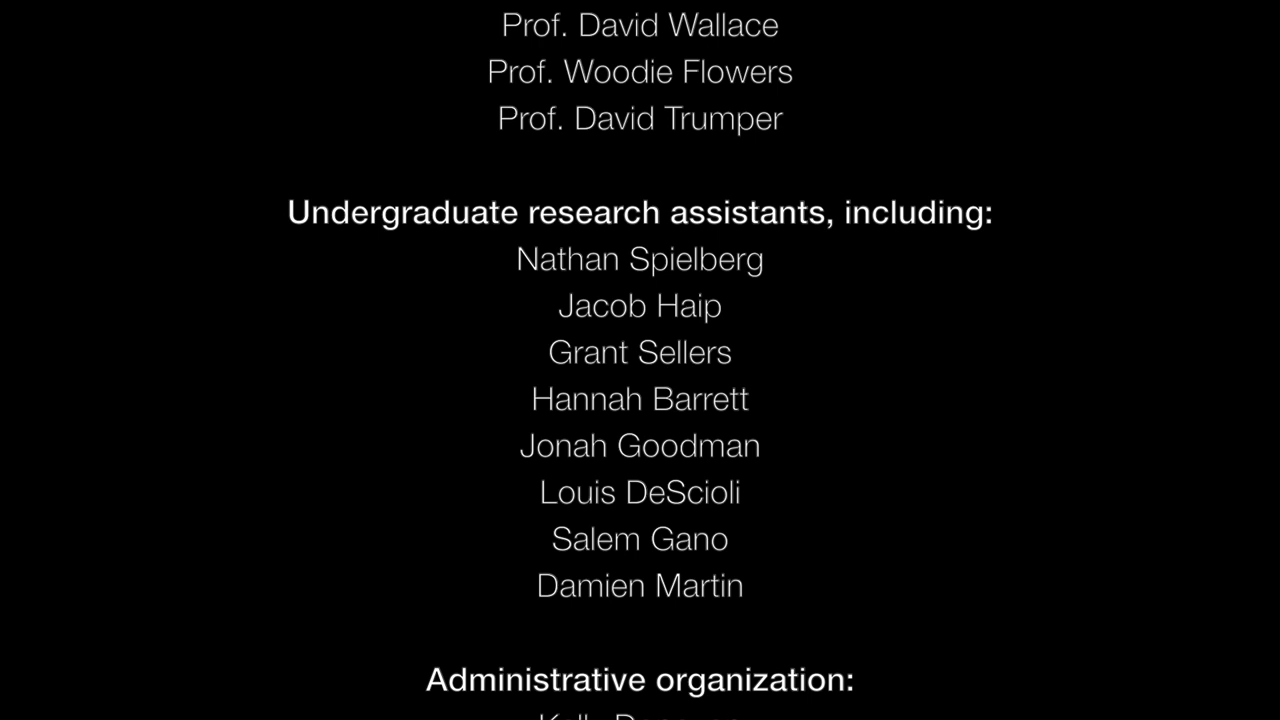 Prof. David Wallace
Prof. Woodie Flowers
Prof. David Trumper
Undergraduate research assistants, including:
Nathan Spielberg
Jacob Haip
Grant Sellers
Hannah Barrett
Jonah Goodman
Louis DeScioli
Salem Gano
Damien Martin
Administrative organization: